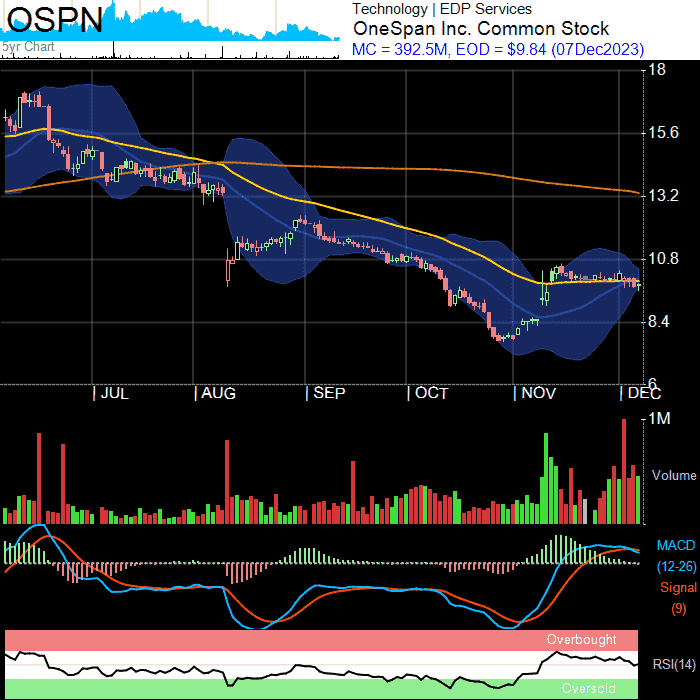 OSPN
5yr Chart
Technology | EDP Services
OneSpan Inc. Common Stock
MC = 392.5M, EOD = $9.84 (07Dec2023)
18
15.6
13.2
10.8
8.4
6
JUL
AUG
SEP
OCT
NOV
DEC
1M
Volume
MACD
(12-26)
Signal
(9)
Overbought
RSI(14)
Oversold